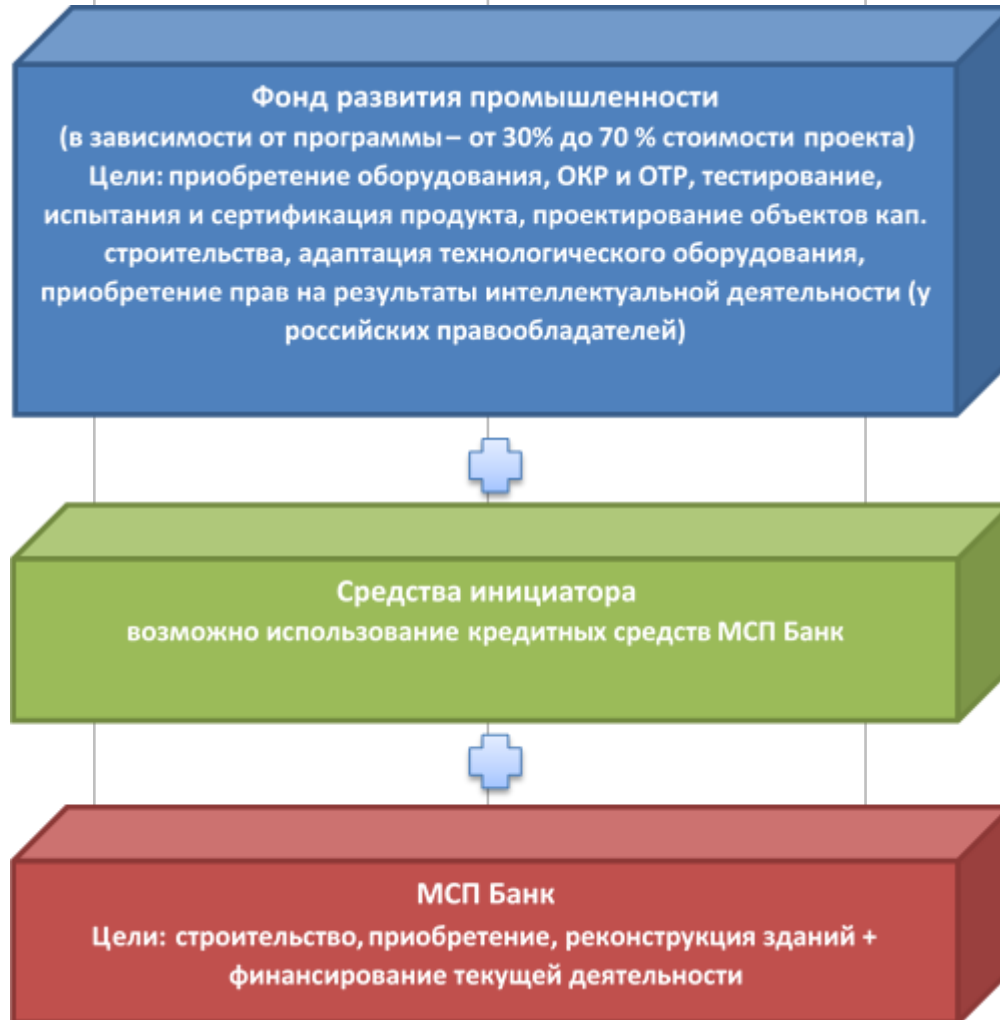 Фонд развития промышленности
(в зависимости от программы – от 30% до 70 % стоимости проекта)
Цели: приобретение оборудования, ОКР и ОТР, тестирование,
испытания и сертификация продукта, проектирование объектов кап.
строительства, адаптация технологического оборудования,
приобретение прав на результаты интеллектуальной деятельности (у
российских правообладателей)
Средства инициатора
возможно использование кредитных средств МСП Банк
МСП Банк
Цели: строительство, приобретение, реконструкция зданий +
финансирование текущей деятельности